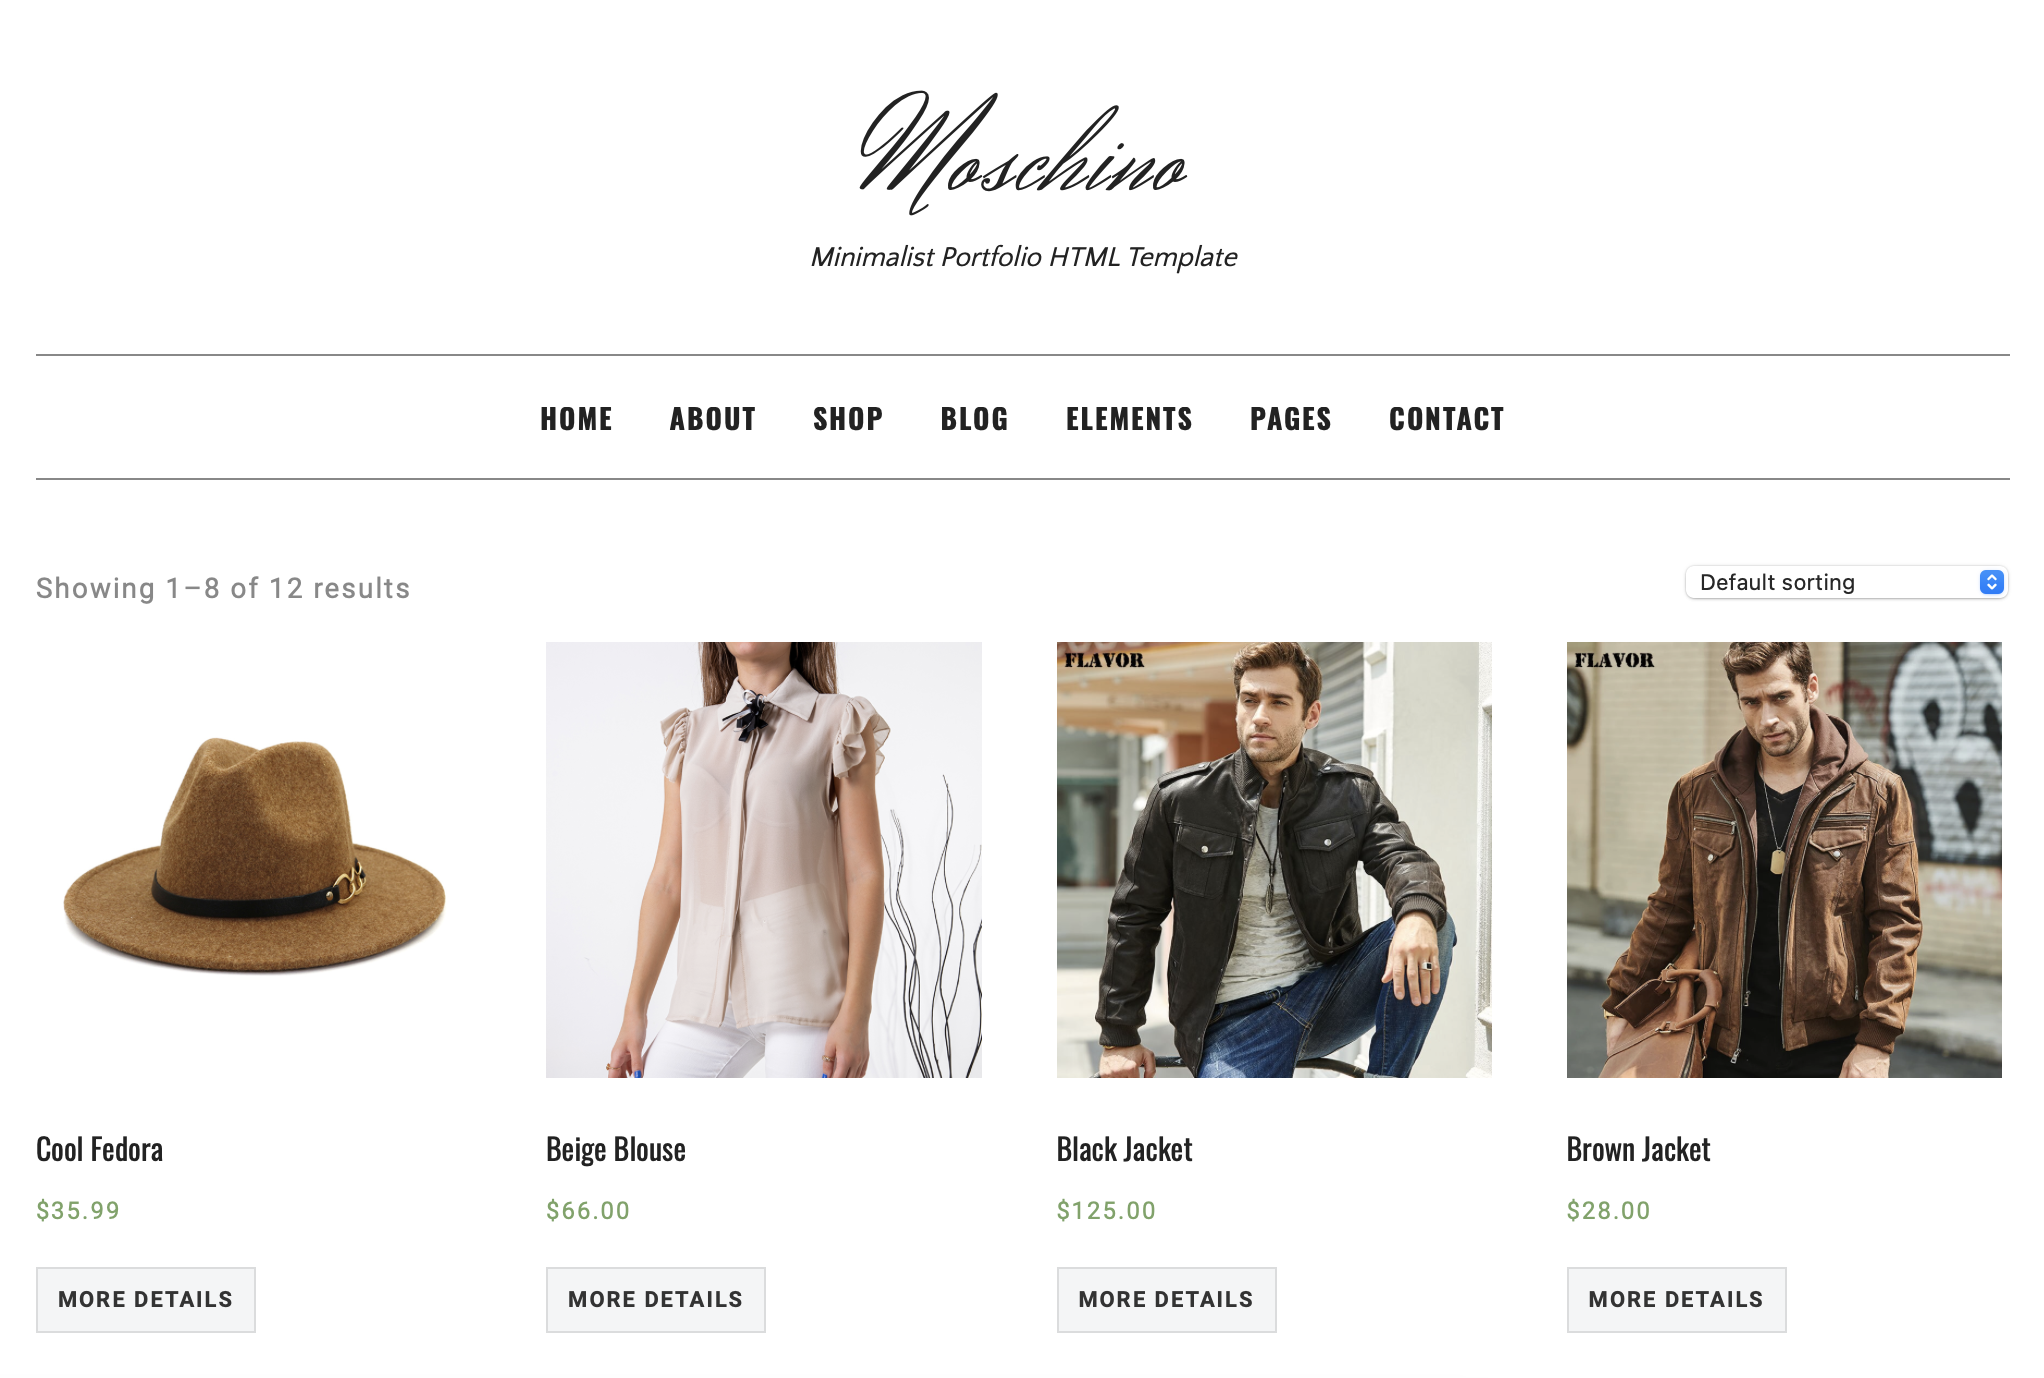 Moschino
Minimalist Portfolio HTML Template
HOME ABOUT SHOP BLOG ELEMENTS PAGES CONTACT
Showing 1–8 of 12 results
Default sorting
FLAVOR
FLAVOR
Cool Fedora
$35.99
MORE DETAILS
Beige Blouse
$66.00
MORE DETAILS
Black Jacket
$125.00
MORE DETAILS
Brown Jacket
$28.00
MORE DETAILS